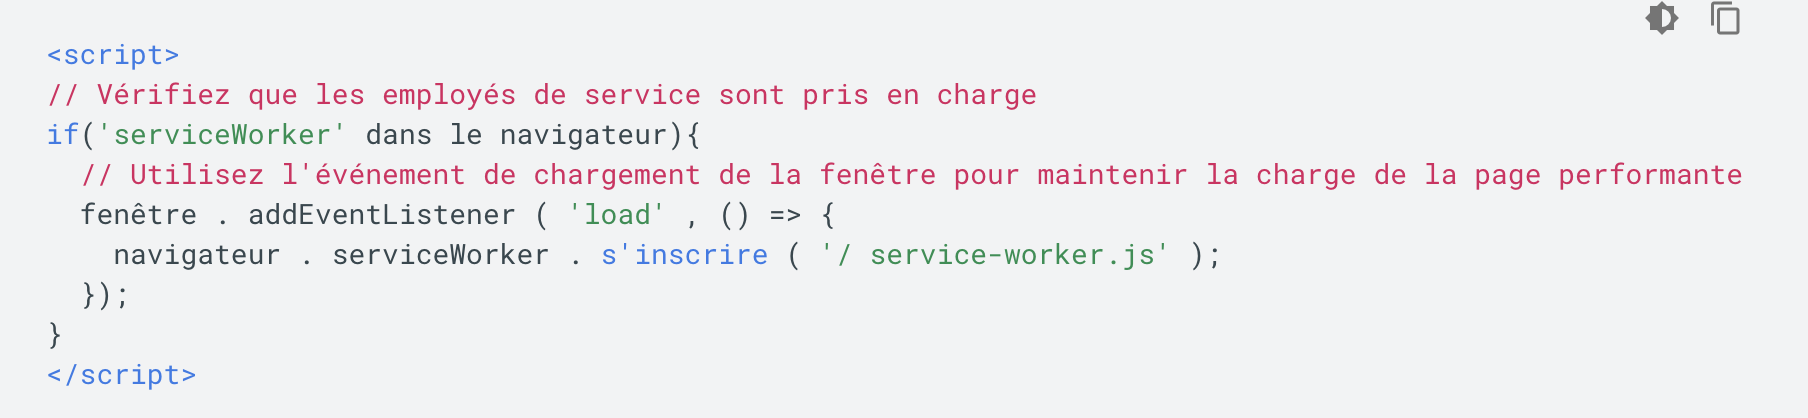 <script>
// Vérifiez que les employés de service sont pris en charge
if('serviceWorker' dans le navigateur){
// Utilisez l'événement de chargement de la fenêtre pour maintenir la charge de la page performante
fenêtre . addEventListener ( 'load' , () => {
navigateur . serviceWorker . s'inscrire ( '/ service-worker.js' );
});
}
</script>